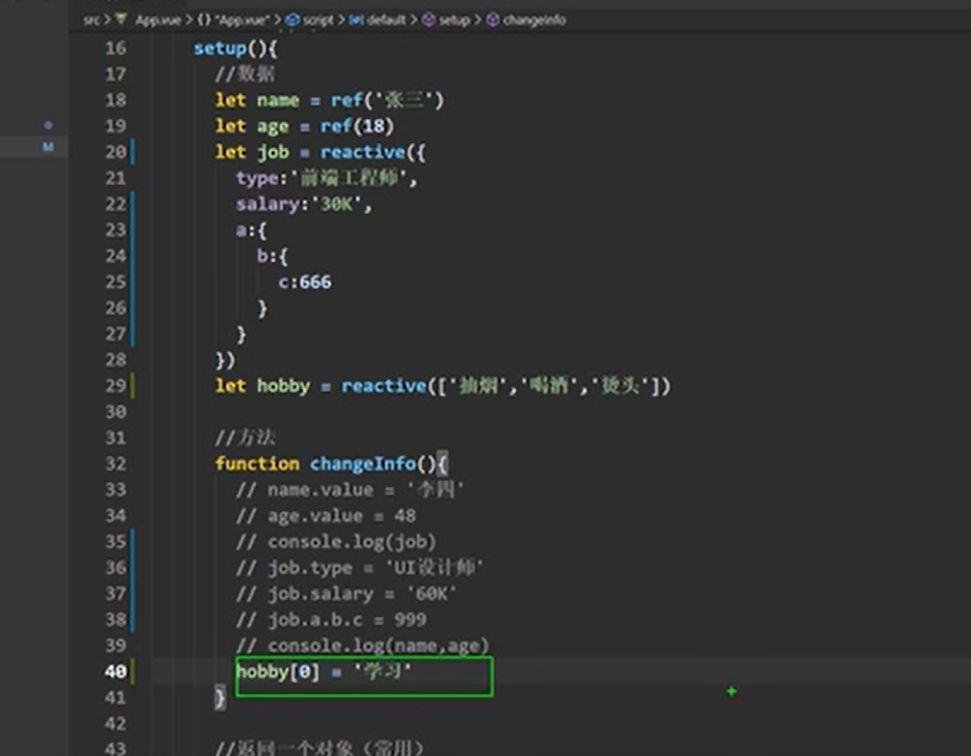 src > App.vue > {} "App.vue" > script > default > setup > changeInfo
16 setup(){
17 //数据
18 let name = ref('张三')
19 let age = ref(18)
20 let job = reactive({
M
21 type:'前端工程师',
22 salary:'30K',
23 a:{
24 b:{
25 c:666
26 }
27 }
28 })
29 let hobby = reactive(['抽烟','喝酒','烫头'])
30
31 //方法
32 function changeInfo(){
33 // name.value = '李四'
34 // age.value = 48
35 // console.log(job)
36 // job.type = 'UI设计师'
37 // job.salary = '60K'
38 // job.a.b.c = 999
39 // console.log(name,age)
40 hobby[0] = '学习'
41 }
42
43 //返回一个对象（常用）